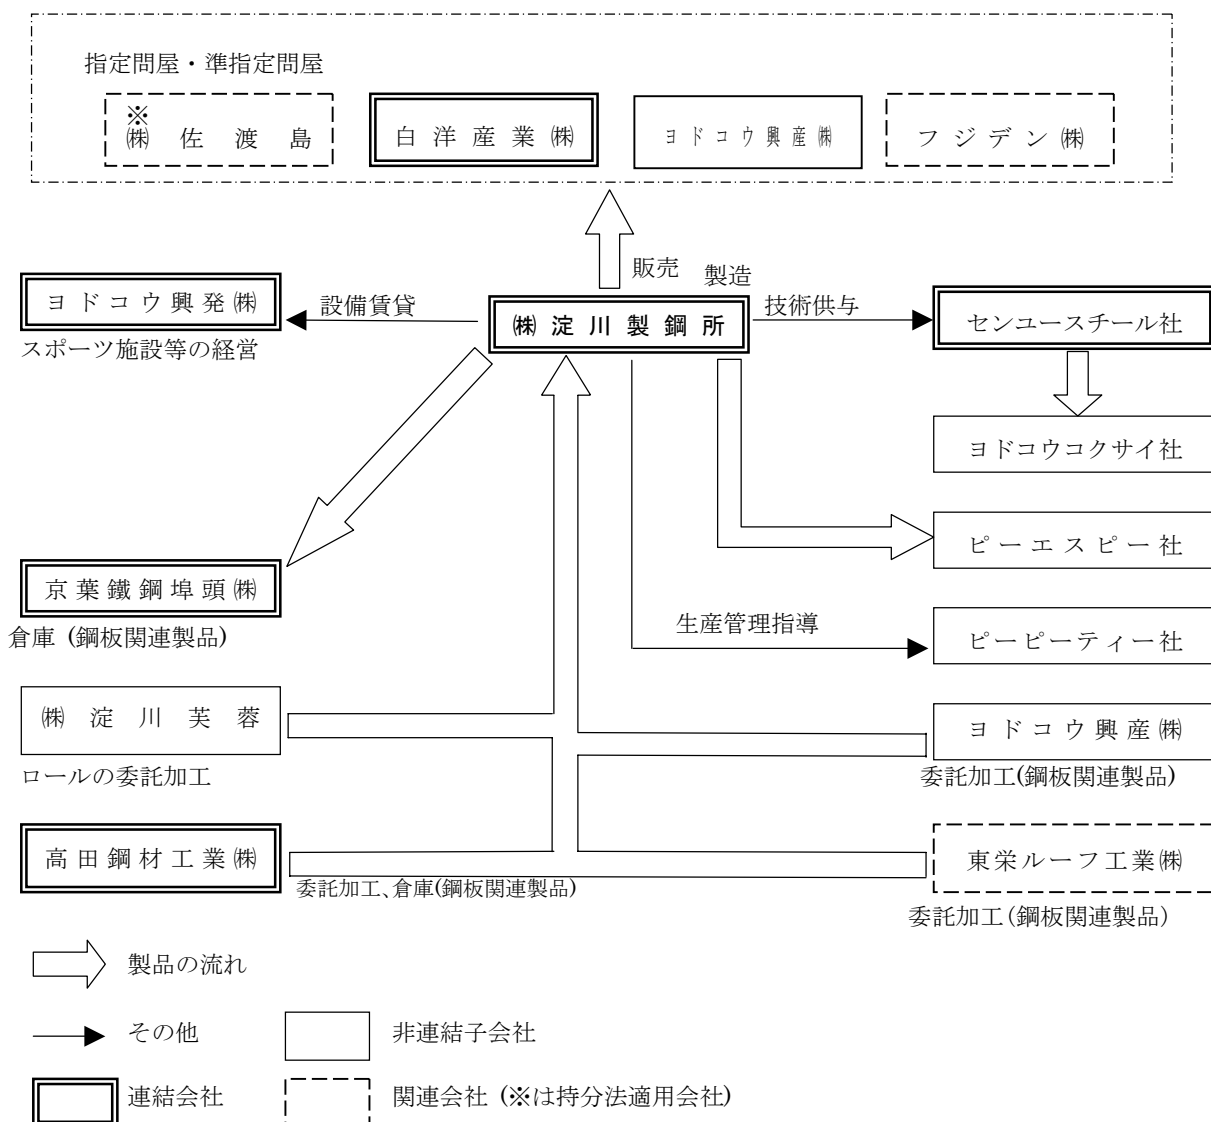 指定問屋・準指定問屋
※
㈱佐渡島
白洋産業㈱
ヨドコウ興産㈱
フジデン㈱
販売
製造
ヨドコウ興発㈱
設備賃貸
㈱淀川製鋼所
技術供与
センユースチール社
スポーツ施設等の経営
ヨドコウコクサイ社
ピーエスピー社
京葉鐵鋼埠頭㈱
倉庫 (鋼板関連製品)
生産管理指導
ピーピーティー社
㈱淀川芙蓉
ロールの委託加工
ヨドコウ興産㈱
委託加工(鋼板関連製品)
高田鋼材工業㈱
委託加工、倉庫(鋼板関連製品)
東栄ルーフ工業㈱
委託加工(鋼板関連製品)
製品の流れ
その他
非連結子会社
連結会社
関連会社 (※は持分法適用会社)